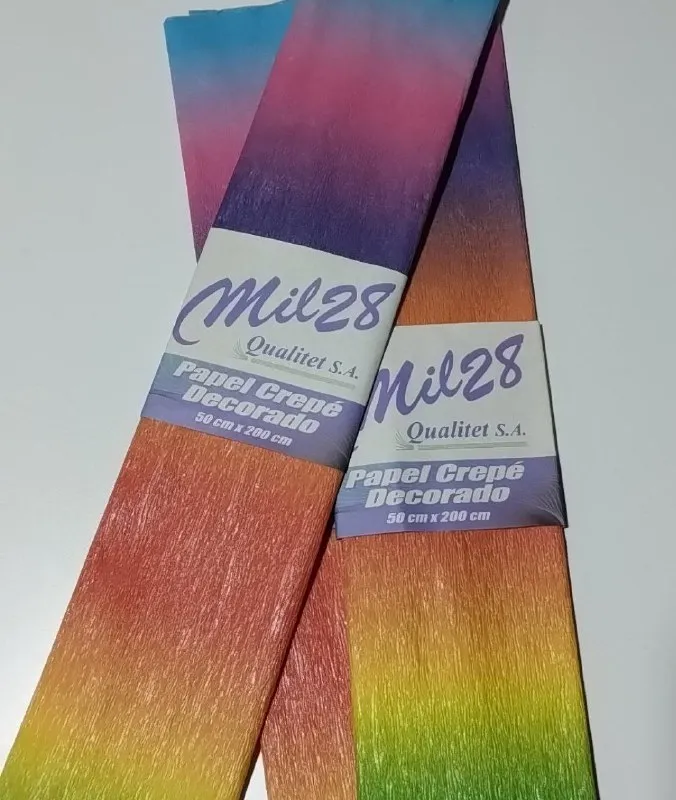 Mil28
Qualitet S.A.
Papel Crepé
Decorado
50 cm x 200 cm
Mil28
Qualitet S.A.
Papel Crepé
Decorado
50 cm x 200 cm